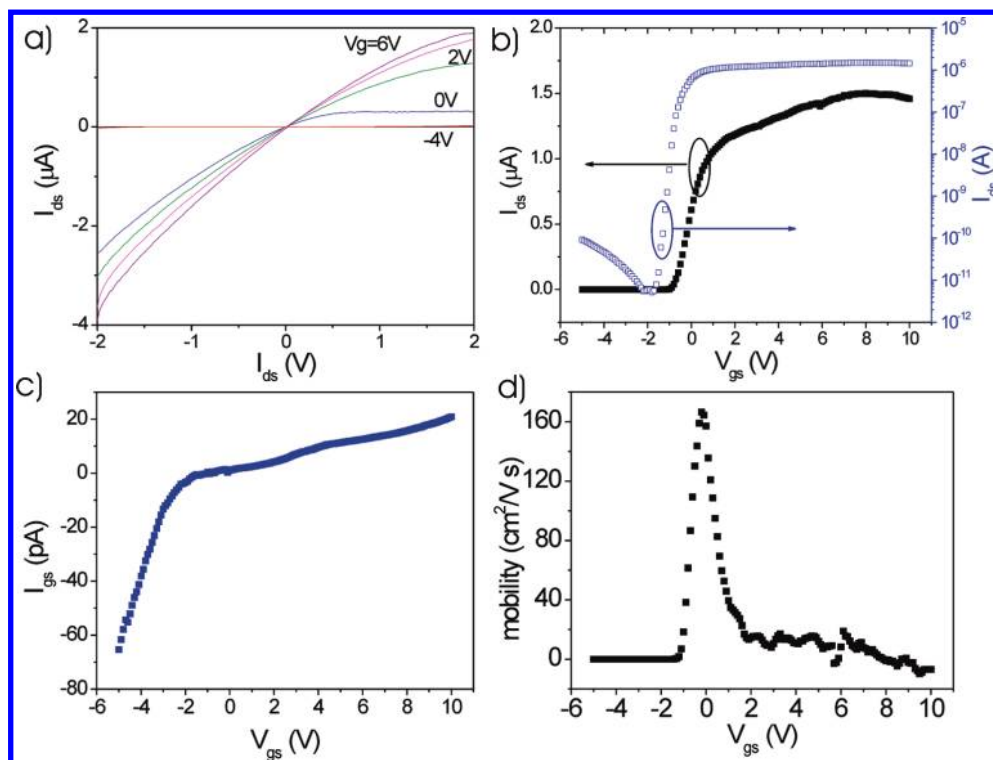 a)
Vg=6V
2V
0V
-4V
2
0
-2
-4
I_ds (μA)
-2 -1 0 1 2
I_ds (V)
b)
2.0
1.5
1.0
0.5
0.0
I_ds (μA)
10^-5
10^-6
10^-7
10^-8
10^-9
10^-10
10^-11
10^-12
I_ds (A)
-6 -4 -2 0 2 4 6 8 10
V_gs (V)
c)
20
0
-20
-40
-60
-80
I_gs (pA)
-6 -4 -2 0 2 4 6 8 10
V_gs (V)
d)
160
120
80
40
0
mobility (cm²/V s)
-6 -4 -2 0 2 4 6 8 10
V_gs (V)